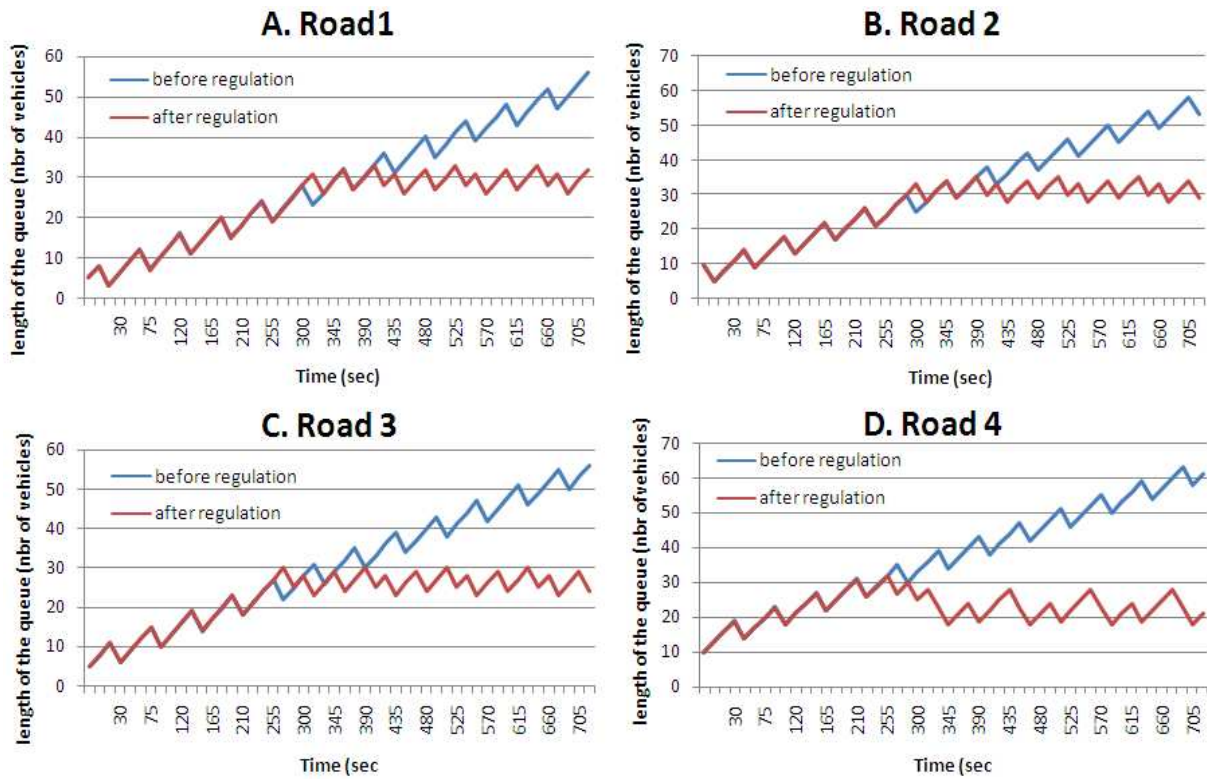 A. Road1
length of the queue (nbr of vehicles)
60
50
40
30
20
10
0
before regulation
after regulation
30 75 120 165 210 255 300 345 390 435 480 525 570 615 660 705
Time (sec)
B. Road 2
length of the queue (nbr of vehicles)
70
60
50
40
30
20
10
0
before regulation
after regulation
30 75 120 165 210 255 300 345 390 435 480 525 570 615 660 705
Time (sec)
C. Road 3
length of the queue (nbr of vehicles)
60
50
40
30
20
10
0
before regulation
after regulation
30 75 120 165 210 255 300 345 390 435 480 525 570 615 660 705
Time (sec
D. Road 4
length of the queue (nbr of vehicles)
70
60
50
40
30
20
10
0
before regulation
after regulation
30 75 120 165 210 255 300 345 390 435 480 525 570 615 660 705
Time (sec